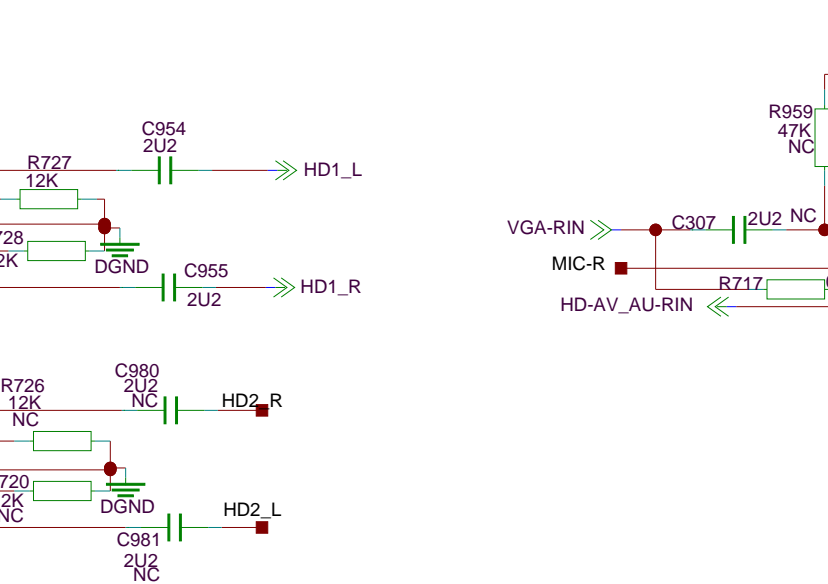 C954
2U2
R727
12K
HD1_L
728
2K
DGND
C955
2U2
HD1_R
C980
2U2
NC
R726
12K
NC
HD2_R
720
2K
NC
DGND
HD2_L
C981
2U2
NC
R959
47K
NC
VGA-RIN
C307
2U2
NC
MIC-R
R717
HD-AV_AU-RIN